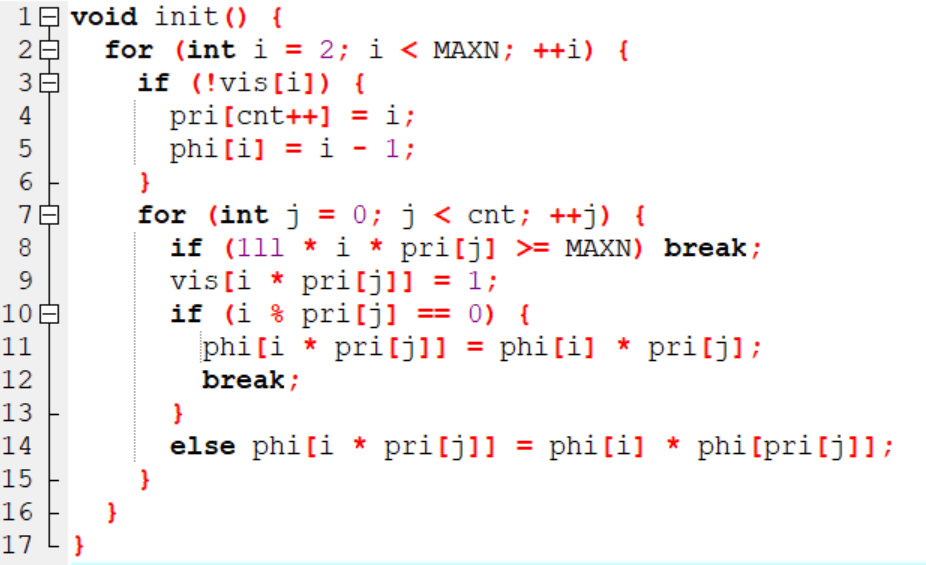 1 void init() {
2 for (int i = 2; i < MAXN; ++i) {
3 if (!vis[i]) {
4 pri[cnt++] = i;
5 phi[i] = i - 1;
6 }
7 for (int j = 0; j < cnt; ++j) {
8 if (1ll * i * pri[j] >= MAXN) break;
9 vis[i * pri[j]] = 1;
10 if (i % pri[j] == 0) {
11 phi[i * pri[j]] = phi[i] * pri[j];
12 break;
13 }
14 else phi[i * pri[j]] = phi[i] * phi[pri[j]];
15 }
16 }
17 }